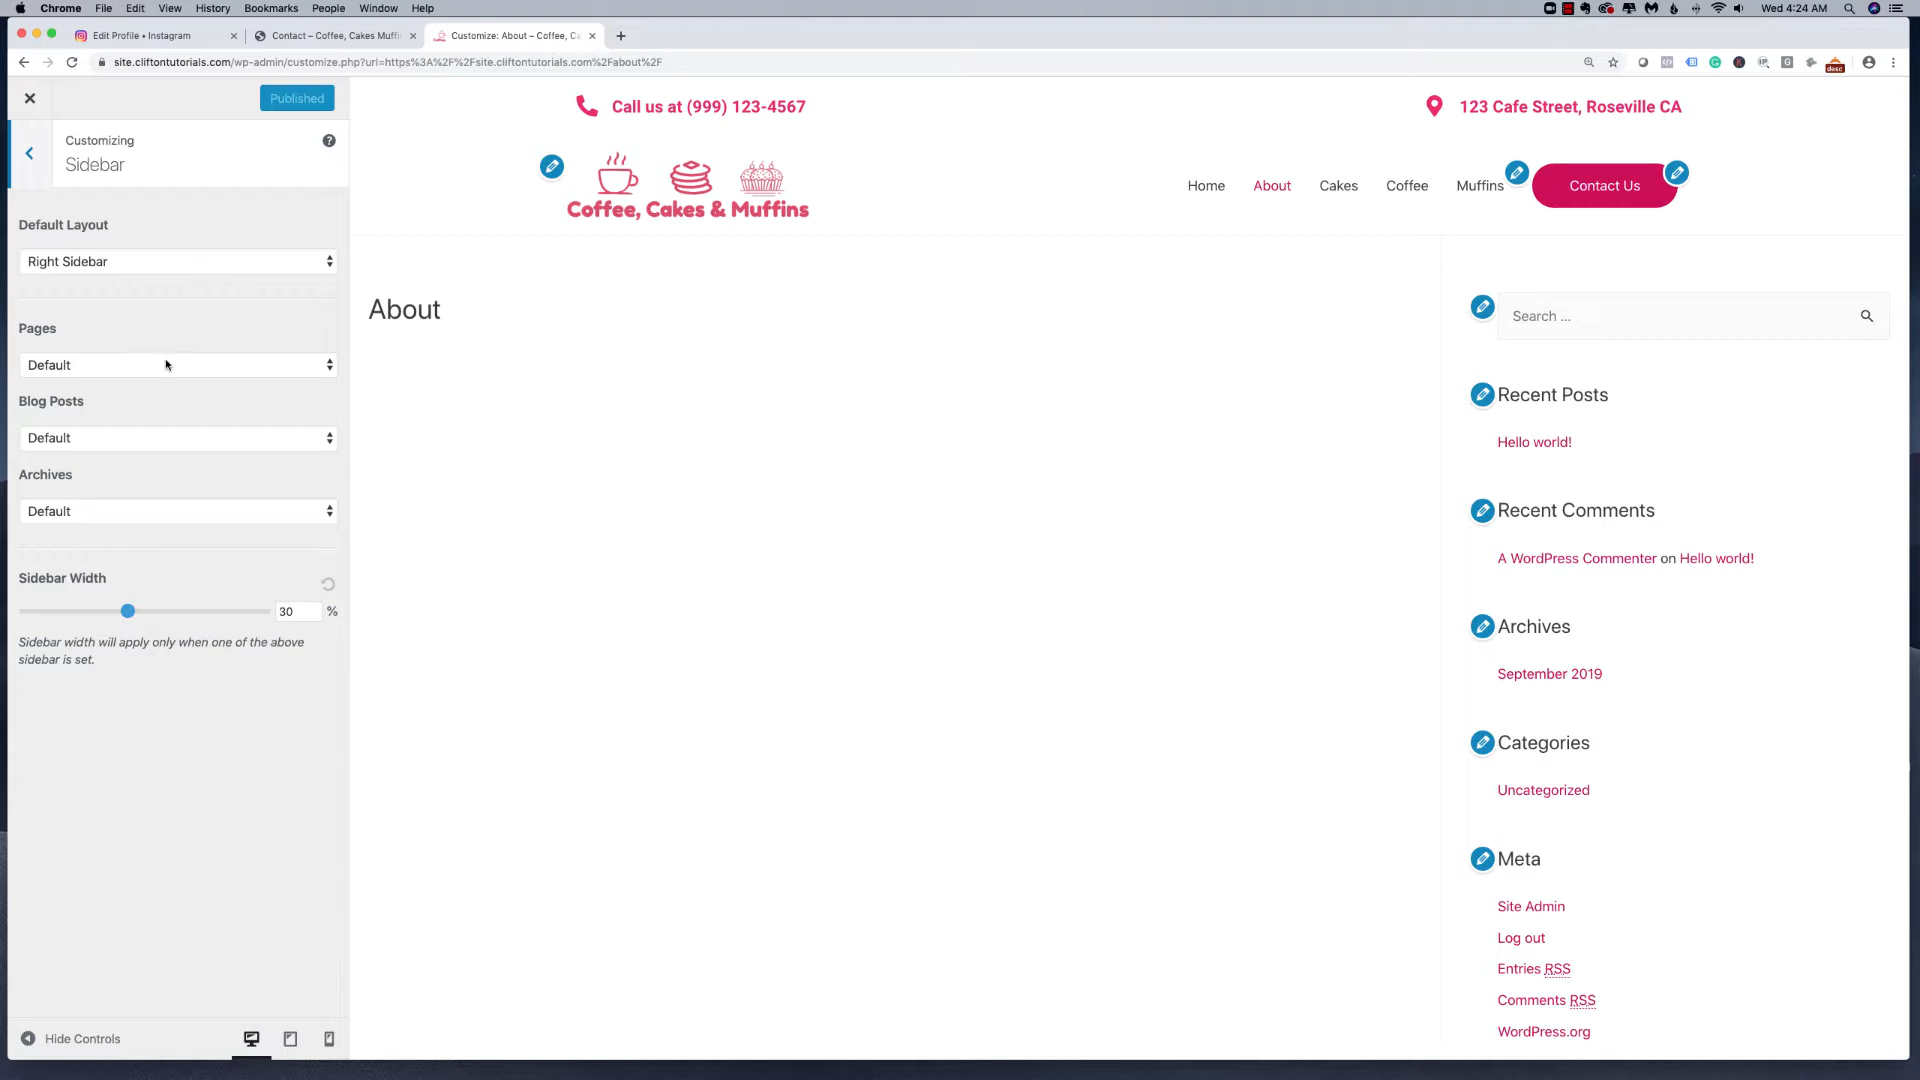 Chrome File Edit View History Bookmarks People Window Help Wed 4:24 AM
Edit Profile • Instagram
Contact – Coffee, Cakes Muffi
Customize: About – Coffee, Ca
site.cliftontutorials.com/wp-admin/customize.php?url=https%3A%2F%2Fsite.cliftontutorials.com%2Fabout%2F
desc
Published
Customizing
Sidebar
Default Layout
Right Sidebar
Pages
Default
Blog Posts
Default
Archives
Default
Sidebar Width
30 %
Sidebar width will apply only when one of the above
sidebar is set.
Hide Controls
Call us at (999) 123-4567
123 Cafe Street, Roseville CA
Coffee, Cakes & Muffins
Home About Cakes Coffee Muffins Contact Us
About
Search ...
Recent Posts
Hello world!
Recent Comments
A WordPress Commenter on Hello world!
Archives
September 2019
Categories
Uncategorized
Meta
Site Admin
Log out
Entries RSS
Comments RSS
WordPress.org